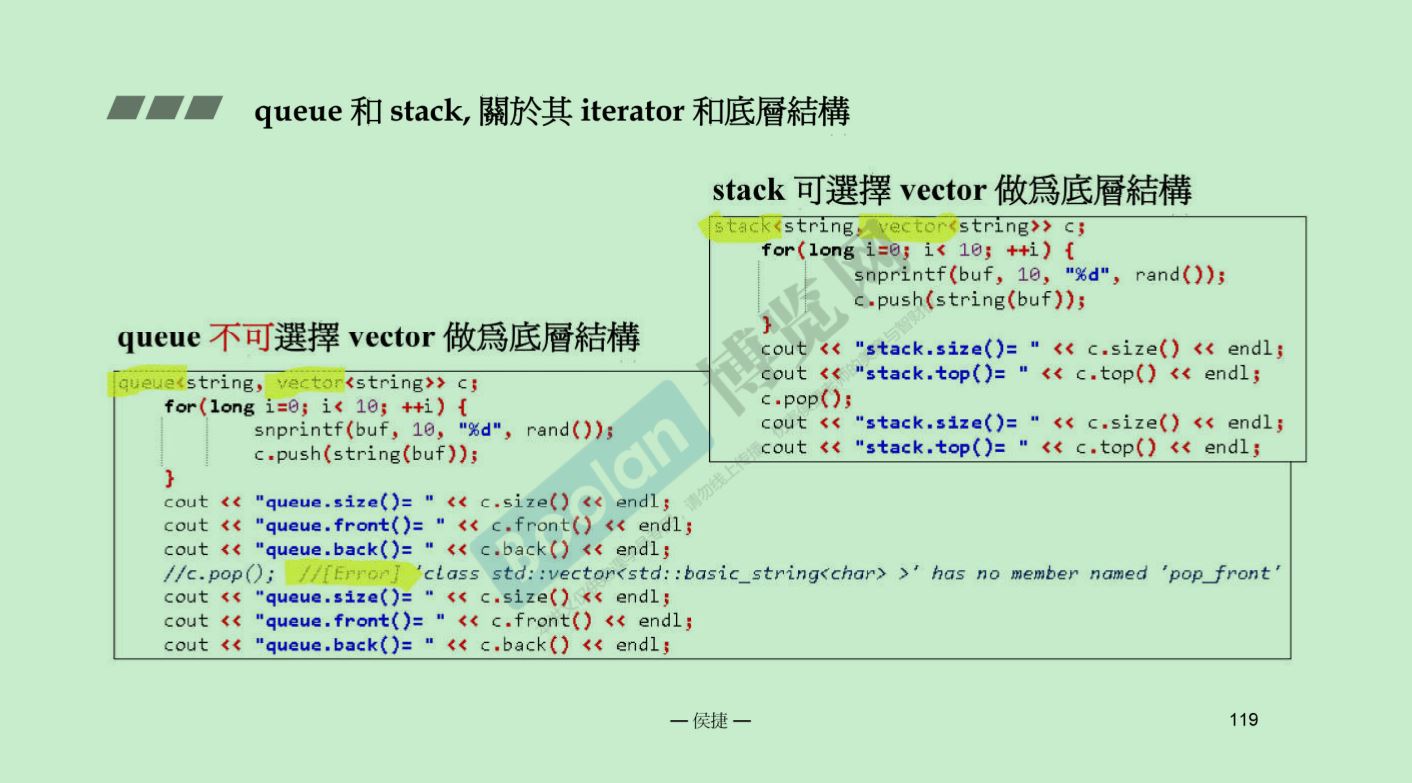 queue 和 stack, 關於其 iterator 和底層結構
stack 可選擇 vector 做為底層結構
stack<string, vector<string>> c;
for(long i=0; i< 10; ++i) {
snprintf(buf, 10, "%d", rand());
c.push(string(buf));
}
cout << "stack.size()= " << c.size() << endl;
cout << "stack.top()= " << c.top() << endl;
c.pop();
cout << "stack.size()= " << c.size() << endl;
cout << "stack.top()= " << c.top() << endl;
queue 不可選擇 vector 做為底層結構
queue<string, vector<string>> c;
for(long i=0; i< 10; ++i) {
snprintf(buf, 10, "%d", rand());
c.push(string(buf));
}
cout << "queue.size()= " << c.size() << endl;
cout << "queue.front()= " << c.front() << endl;
cout << "queue.back()= " << c.back() << endl;
//c.pop(); //[Error] 'class std::vector<std::basic_string<char> >' has no member named 'pop_front'
cout << "queue.size()= " << c.size() << endl;
cout << "queue.front()= " << c.front() << endl;
cout << "queue.back()= " << c.back() << endl;
Boolan
博览网
— 侯捷 —
119